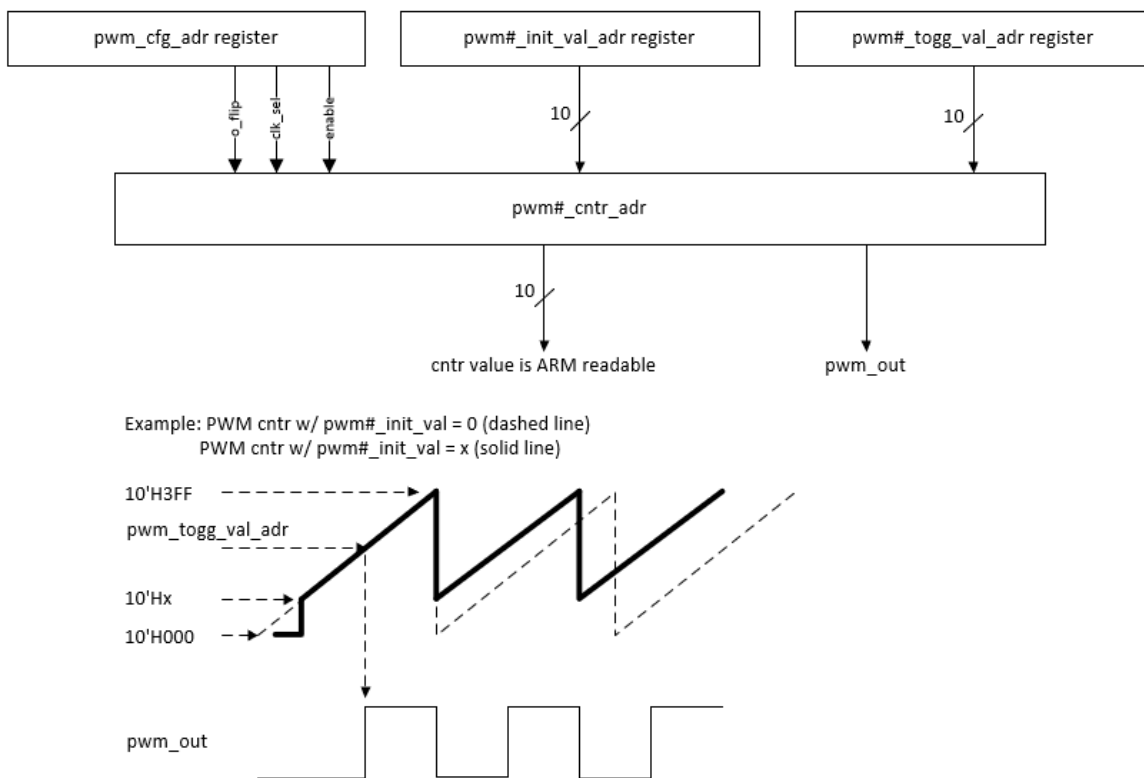 pwm_cfg_adr register
pwm#_init_val_adr register
pwm#_togg_val_adr register
o_flip
clk_sel
enable
10
10
pwm#_cntr_adr
10
cntr value is ARM readable
pwm_out
Example: PWM cntr w/ pwm#_init_val = 0 (dashed line)
PWM cntr w/ pwm#_init_val = x (solid line)
10'H3FF
pwm_togg_val_adr
10'Hx
10'H000
pwm_out